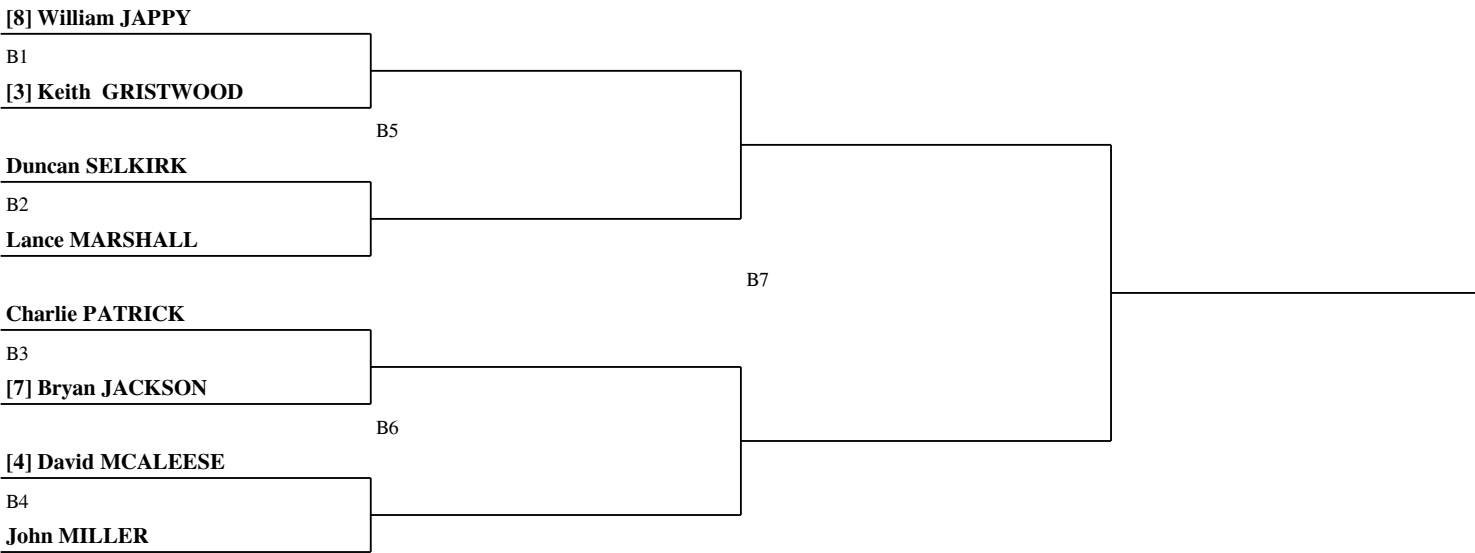 [8] William JAPPY
B1
[3] Keith GRISTWOOD
B5
Duncan SELKIRK
B2
Lance MARSHALL
B7
Charlie PATRICK
B3
[7] Bryan JACKSON
B6
[4] David MCALEESE
B4
John MILLER